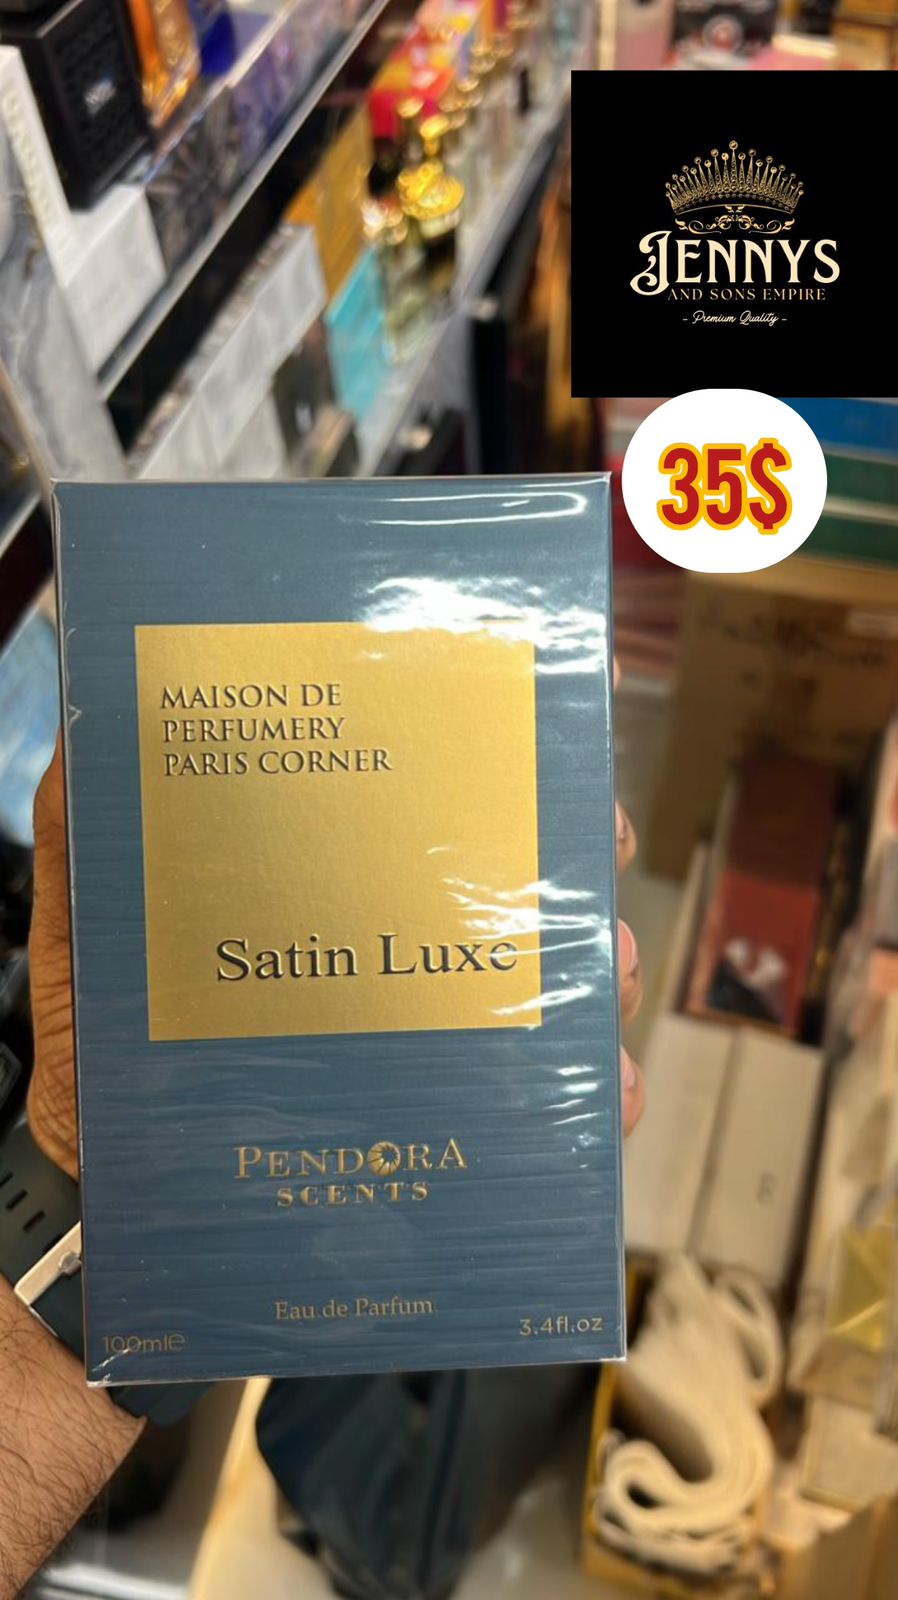 JENNYS
AND SONS EMPIRE
- Premium Quality -
35$
MAISON DE
PERFUMERY
PARIS CORNER
Satin Luxe
PENDORA
SCENTS
Eau de Parfum
100ml℮
3.4fl.oz